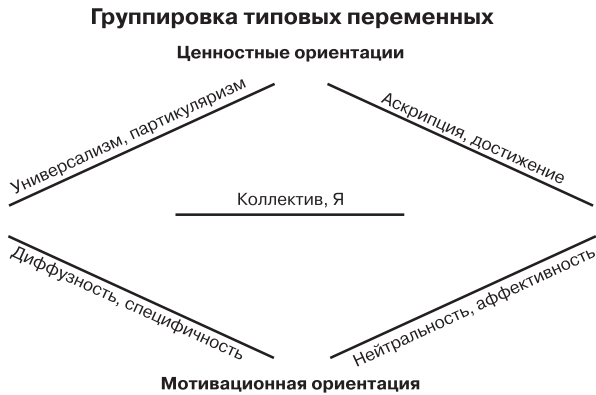 Группировка типовых переменных
Ценностные ориентации
Универсализм, партикуляризм
Аскрипция, достижение
Коллектив, Я
Диффузность, специфичность
Нейтральность, аффективность
Мотивационная ориентация